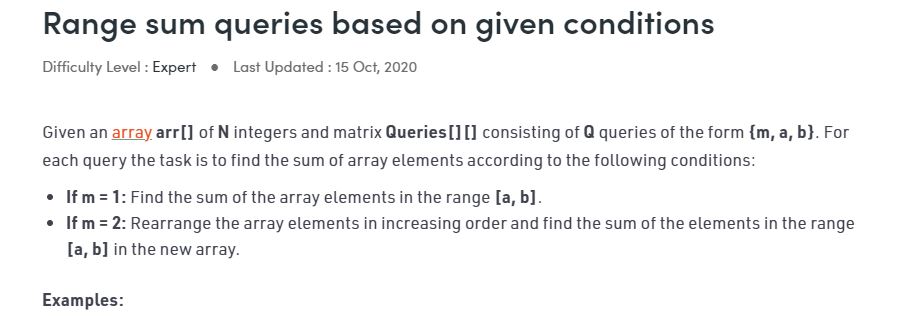 Range sum queries based on given conditions
Difficulty Level : Expert ● Last Updated : 15 Oct, 2020
Given an array arr[] of N integers and matrix Queries[][] consisting of Q queries of the form {m, a, b}. For
each query the task is to find the sum of array elements according to the following conditions:
• If m = 1: Find the sum of the array elements in the range [a, b].
• If m = 2: Rearrange the array elements in increasing order and find the sum of the elements in the range
[a, b] in the new array.
Examples: